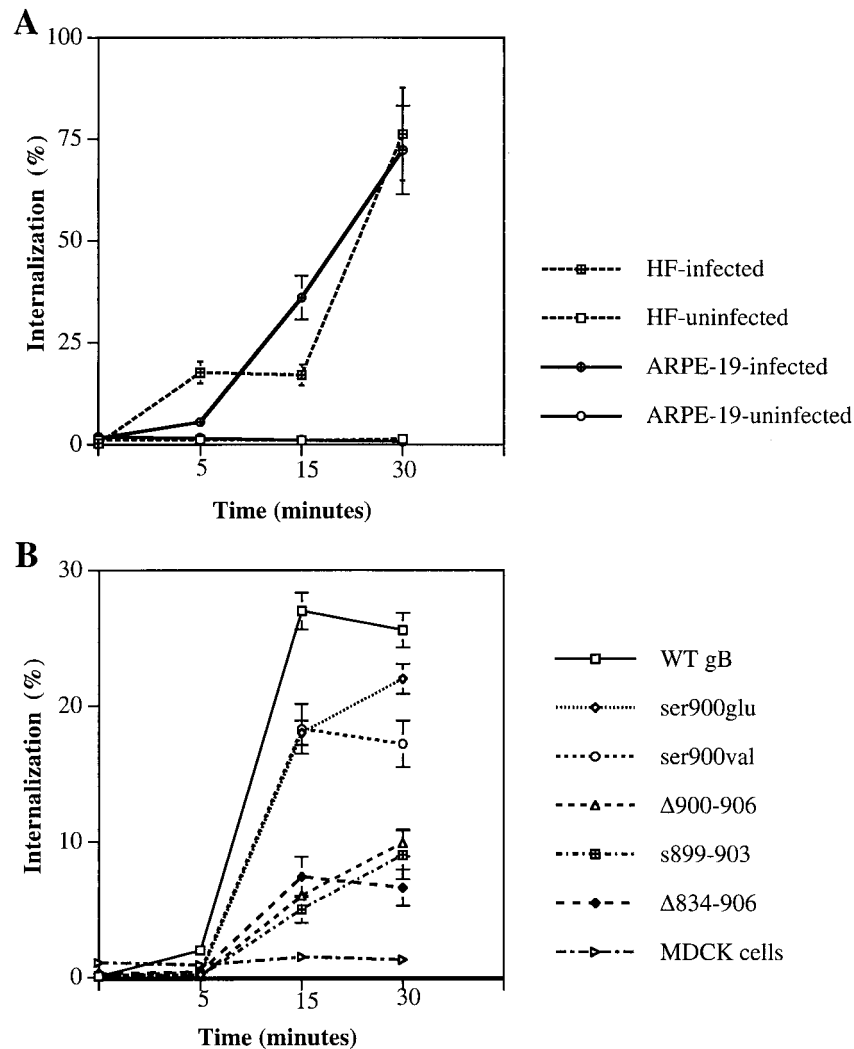 A
100
75
50
25
0
Internalization (%)
5
15
30
Time (minutes)
HF-infected
HF-uninfected
ARPE-19-infected
ARPE-19-uninfected
B
30
20
10
0
Internalization (%)
5
15
30
Time (minutes)
WT gB
ser900glu
ser900val
Δ900-906
s899-903
Δ834-906
MDCK cells